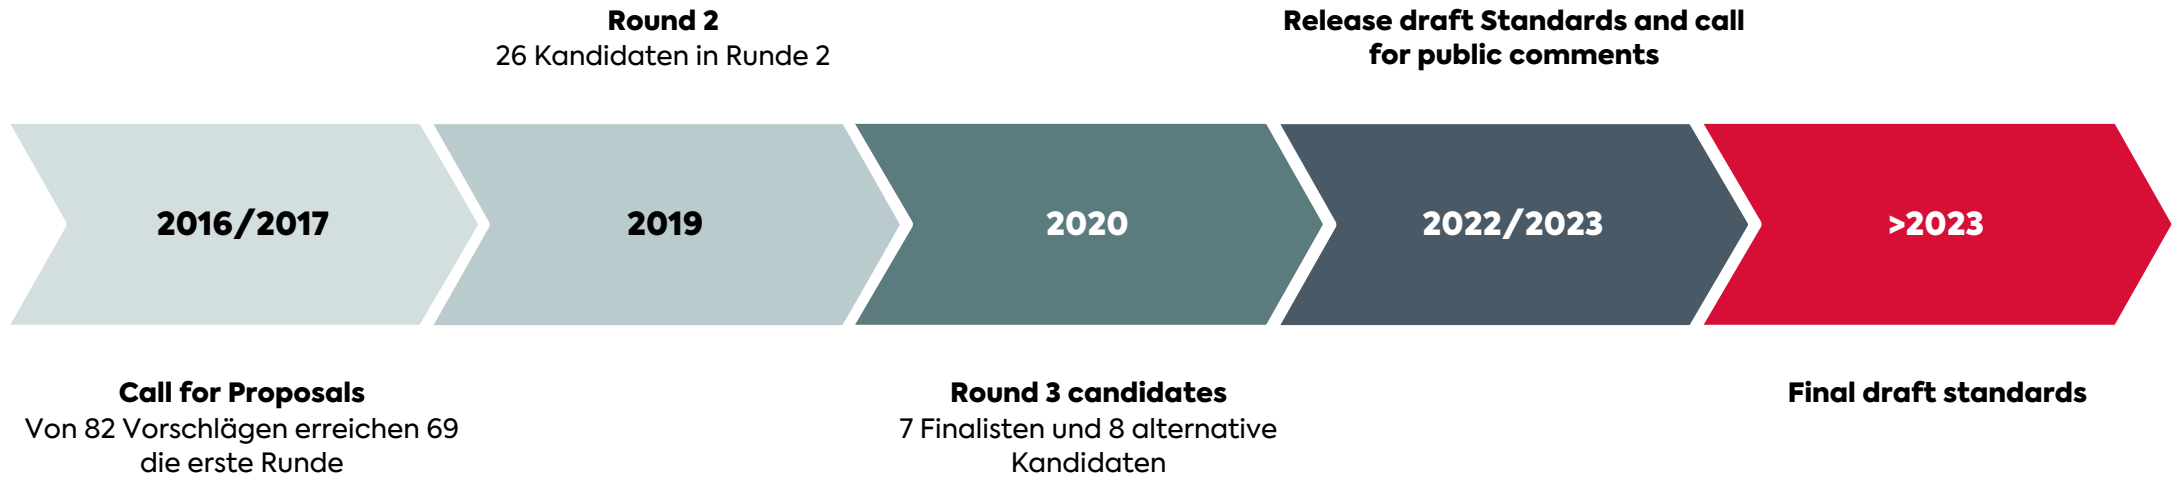 Round 2
26 Kandidaten in Runde 2
Release draft Standards and call
for public comments
2016/2017
2019
2020
2022/2023
>2023
Call for Proposals
Von 82 Vorschlägen erreichen 69
die erste Runde
Round 3 candidates
7 Finalisten und 8 alternative
Kandidaten
Final draft standards